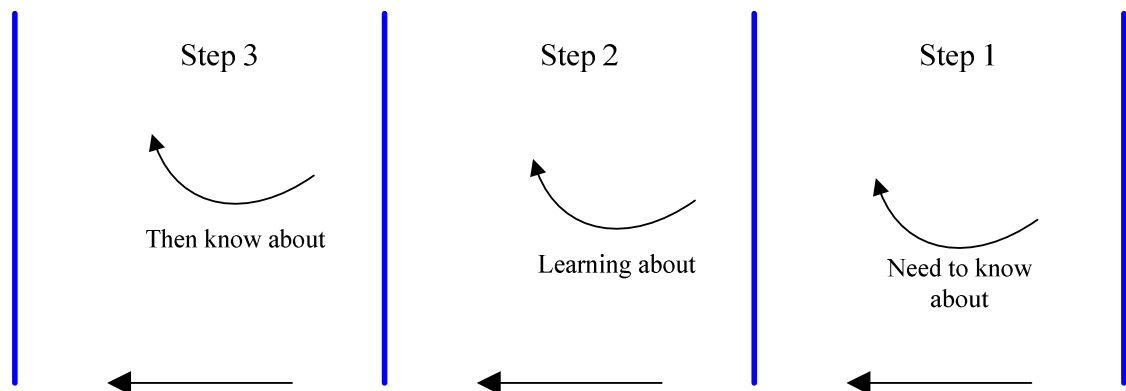 Step 3
Step 2
Step 1
Then know about
Learning about
Need to know
about